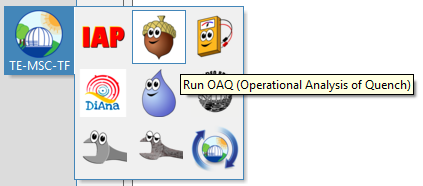 IAP
TE-MSC-TF
DiAna
Run OAQ (Operational Analysis of Quench)